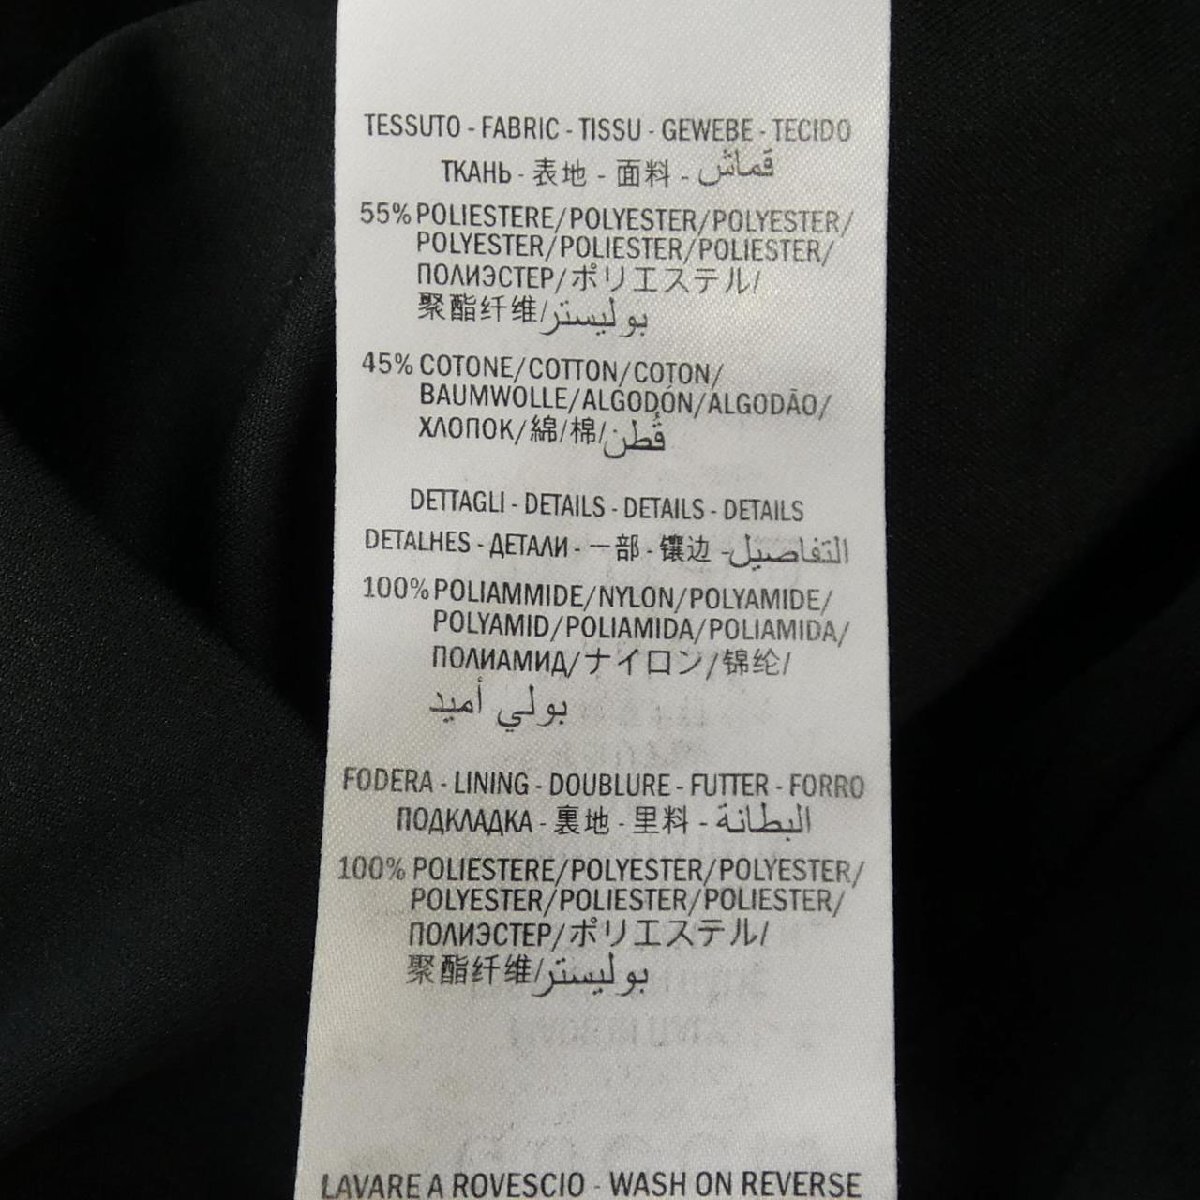 TESSUTO - FABRIC - TISSU - GEWEBE - TECIDO
ТКАНЬ - 表地 - 面料 - قماش
55% POLIESTERE/POLYESTER/POLYESTER/
POLYESTER/POLIESTER/POLIESTER/
ПОЛИЭСТЕР/ポリエステル/
聚酯纤维/بوليستر
45% COTONE/COTTON/COTON/
BAUMWOLLE/ALGODÓN/ALGODÃO/
ХЛОПОК/綿/棉/قُطن
DETTAGLI - DETAILS - DETAILS - DETAILS
DETALHES - ДЕТАЛИ - 一部 - 镶边 - التفاصيل
100% POLIAMMIDE/NYLON/POLYAMIDE/
POLYAMID/POLIAMIDA/POLIAMIDA/
ПОЛИАМИД/ナイロン/锦纶/
بولي أميد
FODERA - LINING - DOUBLURE - FUTTER - FORRO
ПОДКЛАДКА - 裏地 - 里料 - البطانة
100% POLIESTERE/POLYESTER/POLYESTER/
POLYESTER/POLIESTER/POLIESTER/
ПОЛИЭСТЕР/ポリエステル/
聚酯纤维/بوليستر
LAVARE A ROVESCIO - WASH ON REVERSE